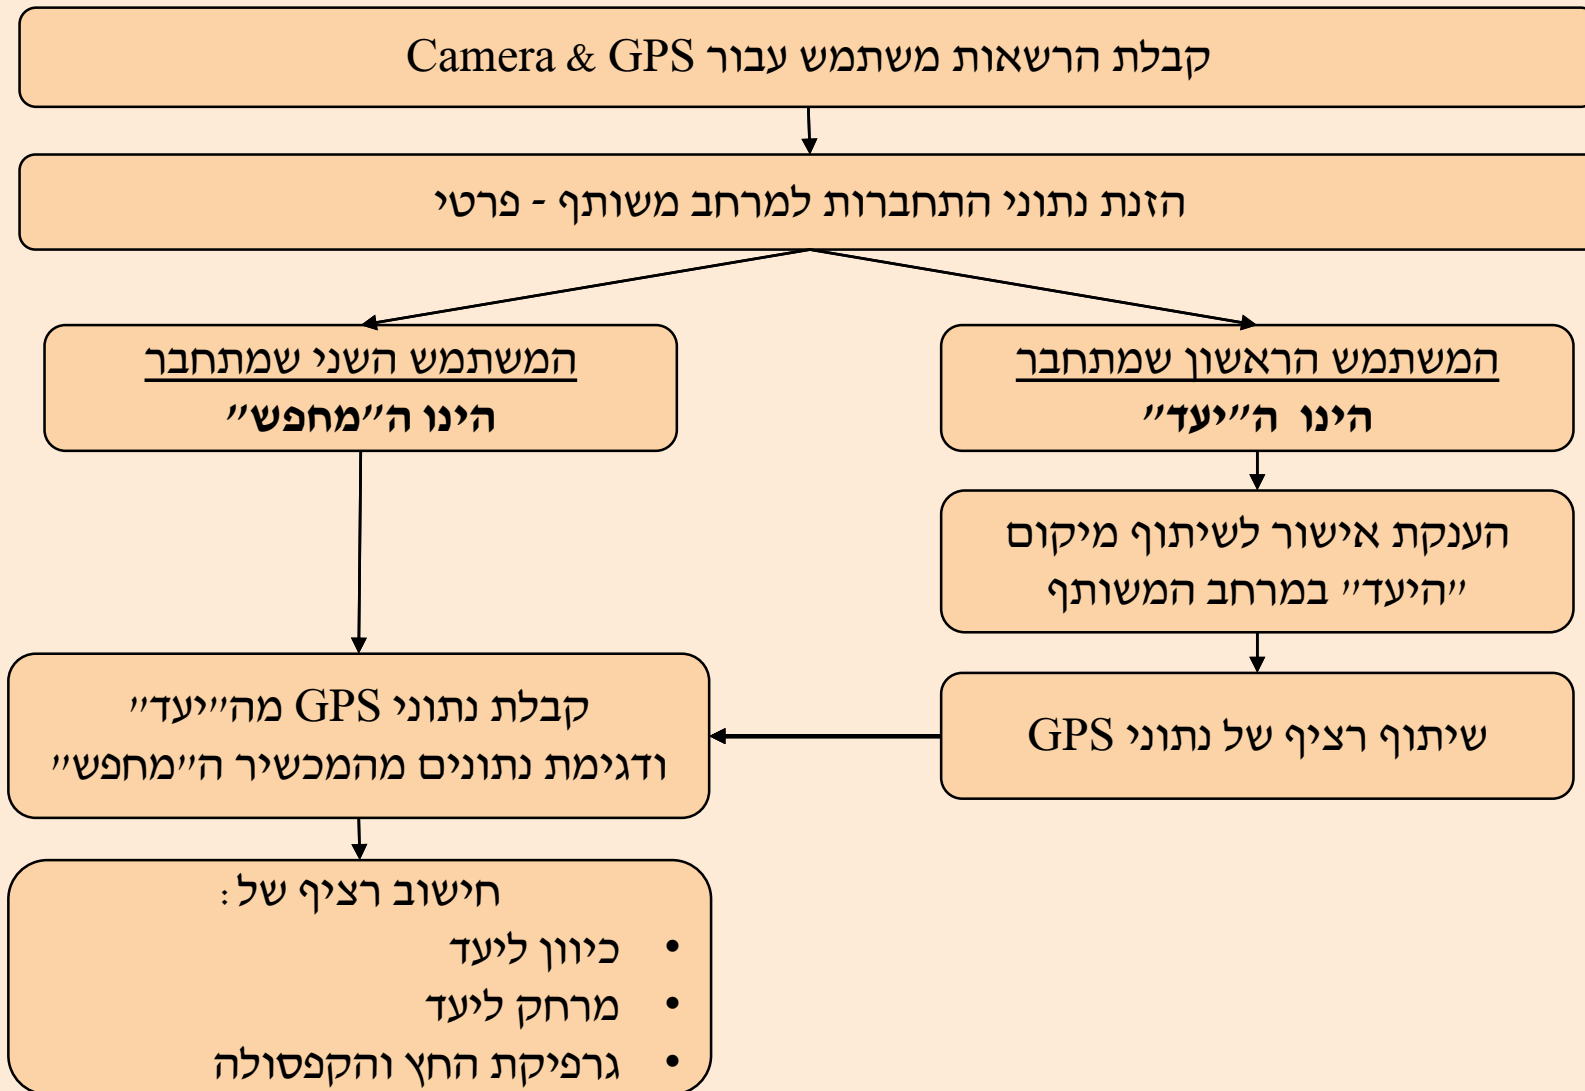 קבלת הרשאות משתמש עבור Camera & GPS
הזנת נתוני התחברות למרחב משותף - פרטי
המשתמש הראשון שמתחבר
הינו ה״יעד״
המשתמש השני שמתחבר
הינו ה״מחפש״
הענקת אישור לשיתוף מיקום
״היעד״ במרחב המשותף
שיתוף רציף של נתוני GPS
קבלת נתוני GPS מה״יעד״
ודגימת נתונים מהמכשיר ה״מחפש״
חישוב רציף של:
• כיוון ליעד
• מרחק ליעד
• גרפיקת החץ והקפסולה